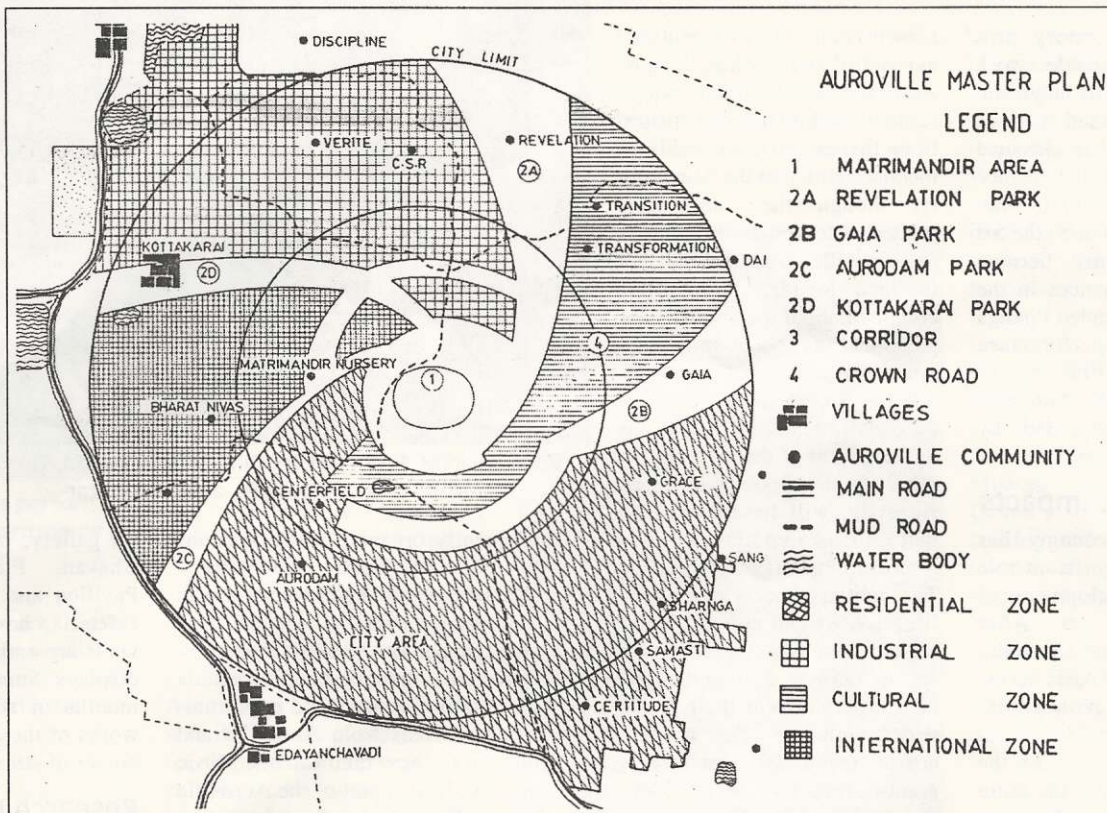 AUROVILLE MASTER PLAN
LEGEND
1 MATRIMANDIR AREA
2A REVELATION PARK
2B GAIA PARK
2C AURODAM PARK
2D KOTTAKARAI PARK
3 CORRIDOR
4 CROWN ROAD
VILLAGES
AUROVILLE COMMUNITY
MAIN ROAD
MUD ROAD
WATER BODY
RESIDENTIAL ZONE
INDUSTRIAL ZONE
CULTURAL ZONE
INTERNATIONAL ZONE
DISCIPLINE
CITY LIMIT
VERITE
C.S.R
REVELATION
2A
TRANSITION
TRANSFORMATION
DAI
KOTTAKARAI
2D
4
MATRIMANDIR NURSERY
1
GAIA
BHARAT NIVAS
2B
CENTERFIELD
GRACE
2C
AURODAM
SANG
BHARNGA
CITY AREA
SAMASTI
CERTITUDE
EDAYANCHAVADI
impacts